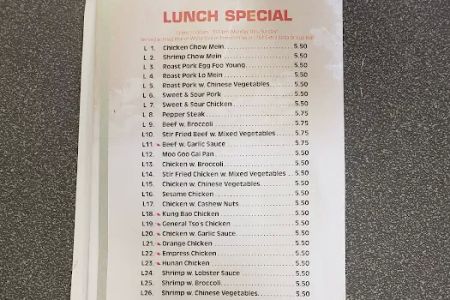 LUNCH SPECIAL
L 1. Chicken Chow Mein 5.50
L 2. Shrimp Chow Mein 5.50
L 3. Roast Pork Egg Foo Young 5.50
L 4. Roast Pork Lo Mein 5.50
L 5. Roast Pork w. Chinese Vegetables 5.50
L 6. Sweet & Sour Pork 5.50
L 7. Sweet & Sour Chicken 5.50
L 8. Pepper Steak 5.75
L 9. Beef w. Broccoli 5.75
L10. Stir Fried Beef w. Mixed Vegetables 5.75
L11. Beef w. Garlic Sauce 5.75
L12. Moo Goo Gai Pan 5.50
L13. Chicken w. Broccoli 5.50
L14. Stir Fried Chicken w. Mixed Vegetables 5.50
L15. Chicken w. Chinese Vegetables 5.50
L16. Sesame Chicken 5.50
L17. Chicken w. Cashew Nuts 5.50
L18. Kung Bao Chicken 5.50
L19. General Tso's Chicken 5.50
L20. Chicken w. Garlic Sauce 5.50
L21. Orange Chicken 5.50
L22. Empress Chicken 5.50
L23. Hunan Chicken 5.50
L24. Shrimp w. Lobster Sauce 5.50
L25. Shrimp w. Broccoli 5.50
L26. Shrimp w. Chinese Vegetables 5.50